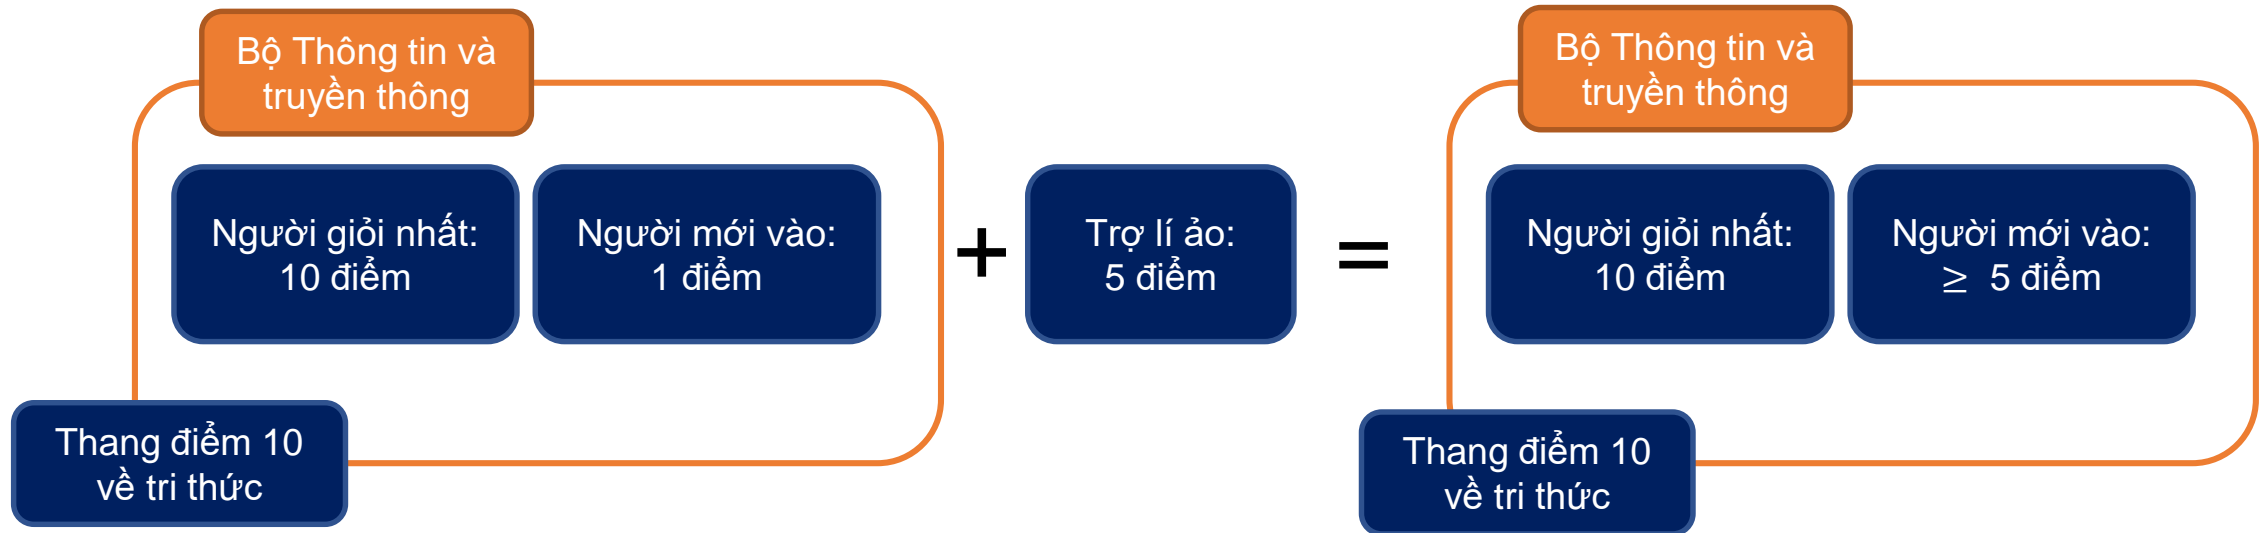 Bộ Thông tin và
truyền thông
Người giỏi nhất:
10 điểm
Người mới vào:
1 điểm
Thang điểm 10
về tri thức
+
Trợ lí ảo:
5 điểm
=
Bộ Thông tin và
truyền thông
Người giỏi nhất:
10 điểm
Người mới vào:
≥ 5 điểm
Thang điểm 10
về tri thức